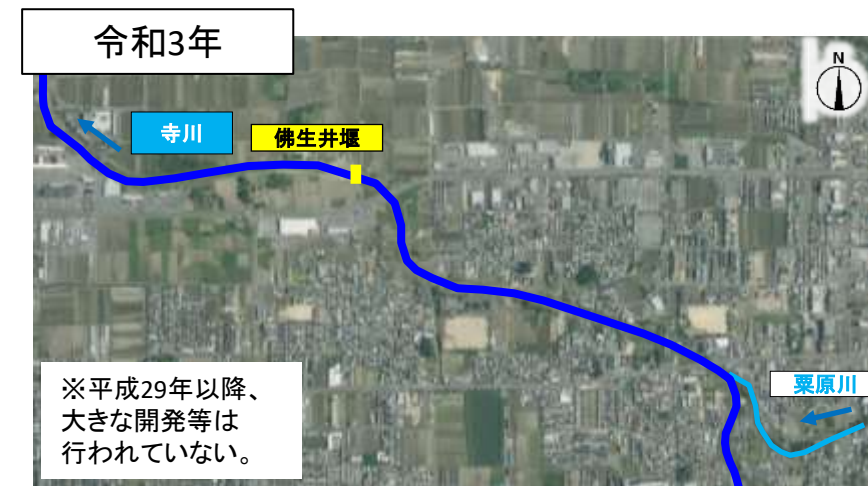 令和3年
N
寺川
佛生井堰
粟原川
※平成29年以降、
大きな開発等は
行われていない。